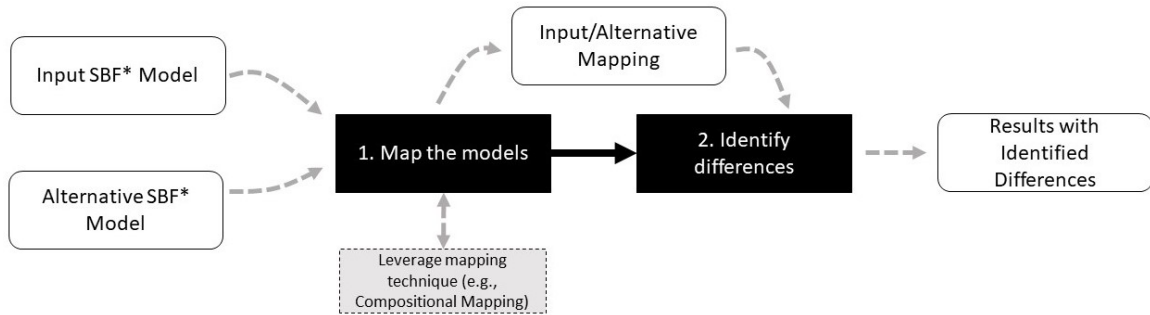 Input SBF* Model
Alternative SBF*
Model
1. Map the models
Leverage mapping
technique (e.g.,
Compositional Mapping)
Input/Alternative
Mapping
2. Identify
differences
Results with
Identified
Differences